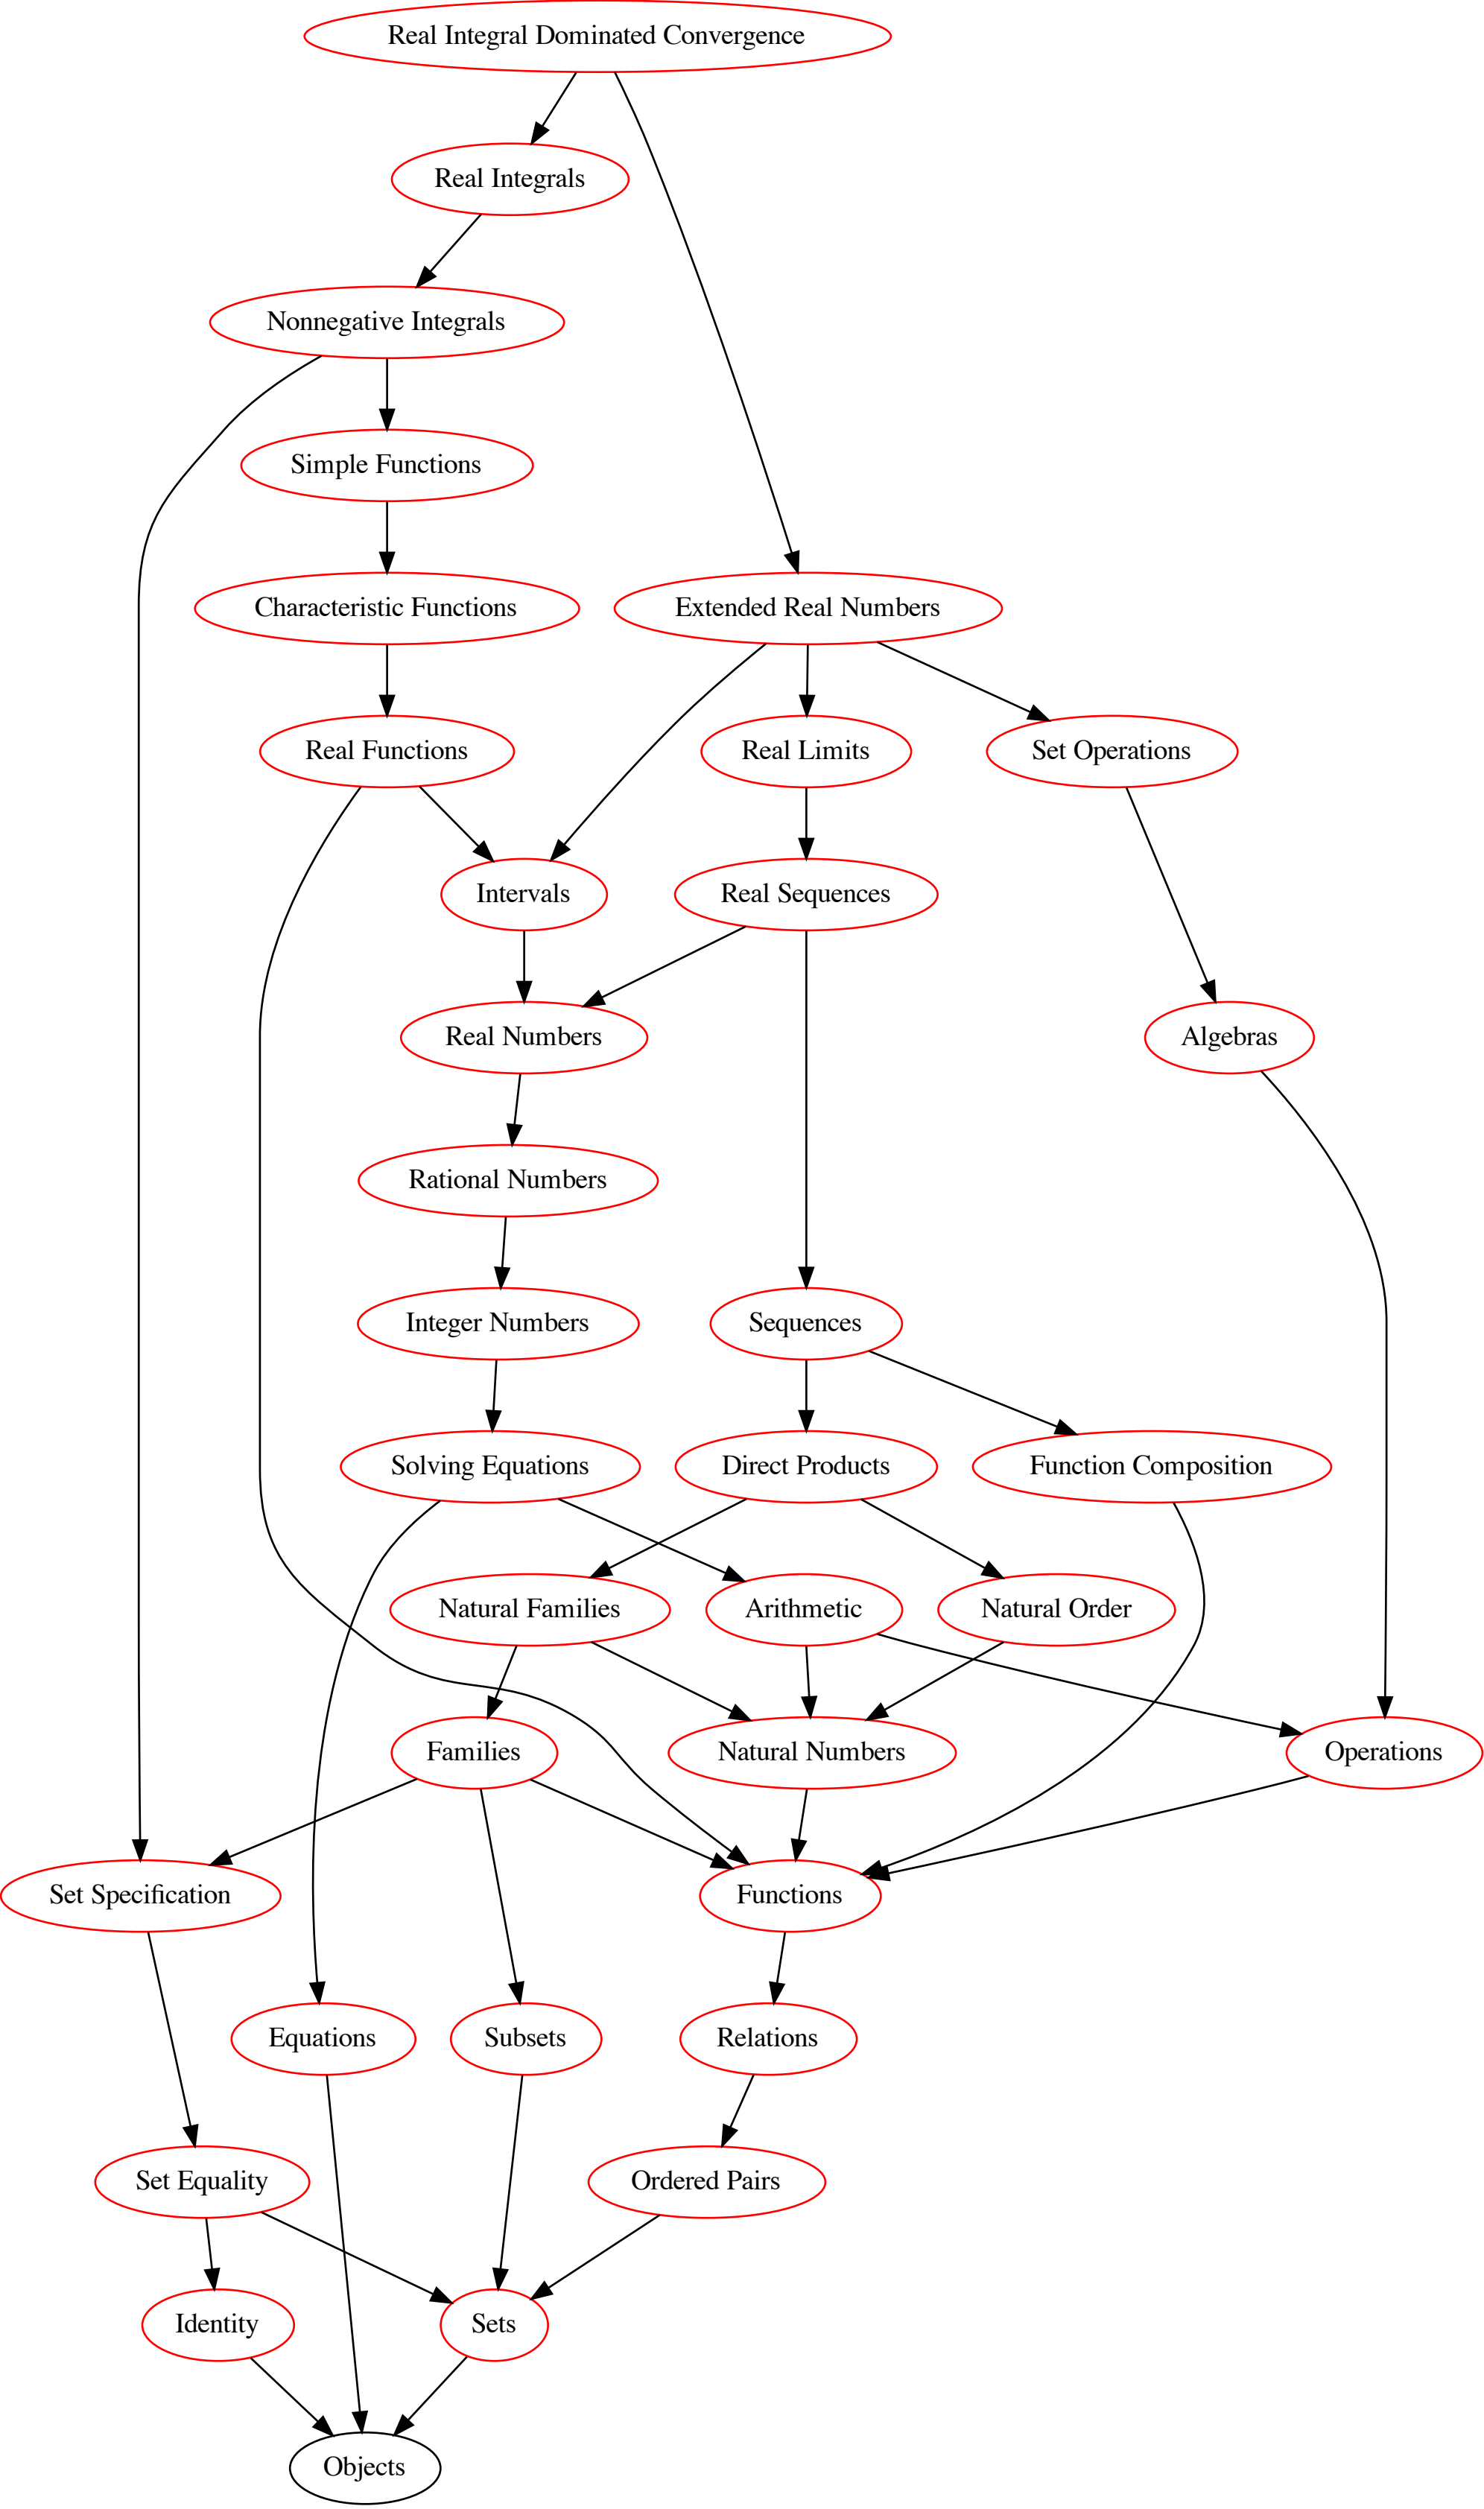 Real Integral Dominated Convergence
Real Integrals
Nonnegative Integrals
Simple Functions
Characteristic Functions
Extended Real Numbers
Real Functions
Real Limits
Set Operations
Intervals
Real Sequences
Real Numbers
Algebras
Rational Numbers
Integer Numbers
Sequences
Solving Equations
Direct Products
Function Composition
Natural Families
Arithmetic
Natural Order
Families
Natural Numbers
Operations
Set Specification
Functions
Equations
Subsets
Relations
Set Equality
Ordered Pairs
Identity
Sets
Objects